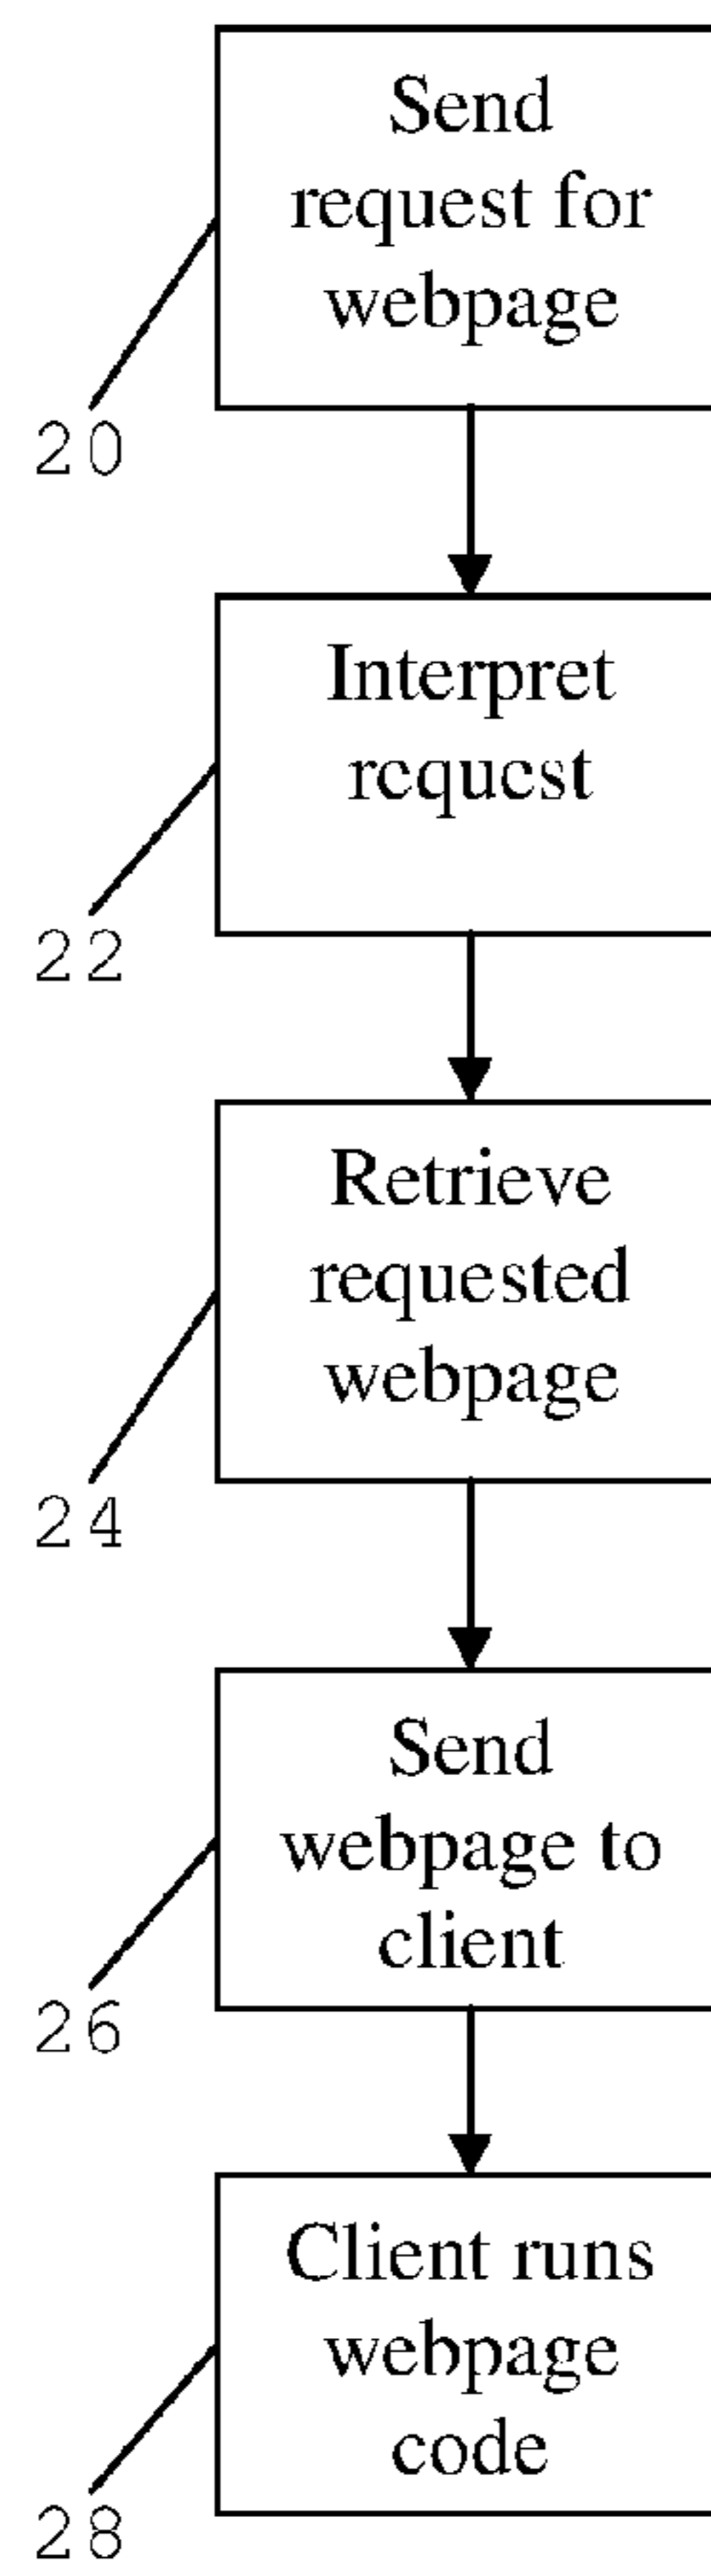 Send
request for
webpage
20
Interpret
request
22
Retrieve
requested
webpage
24
Send
webpage to
client
26
Client runs
webpage
code
28